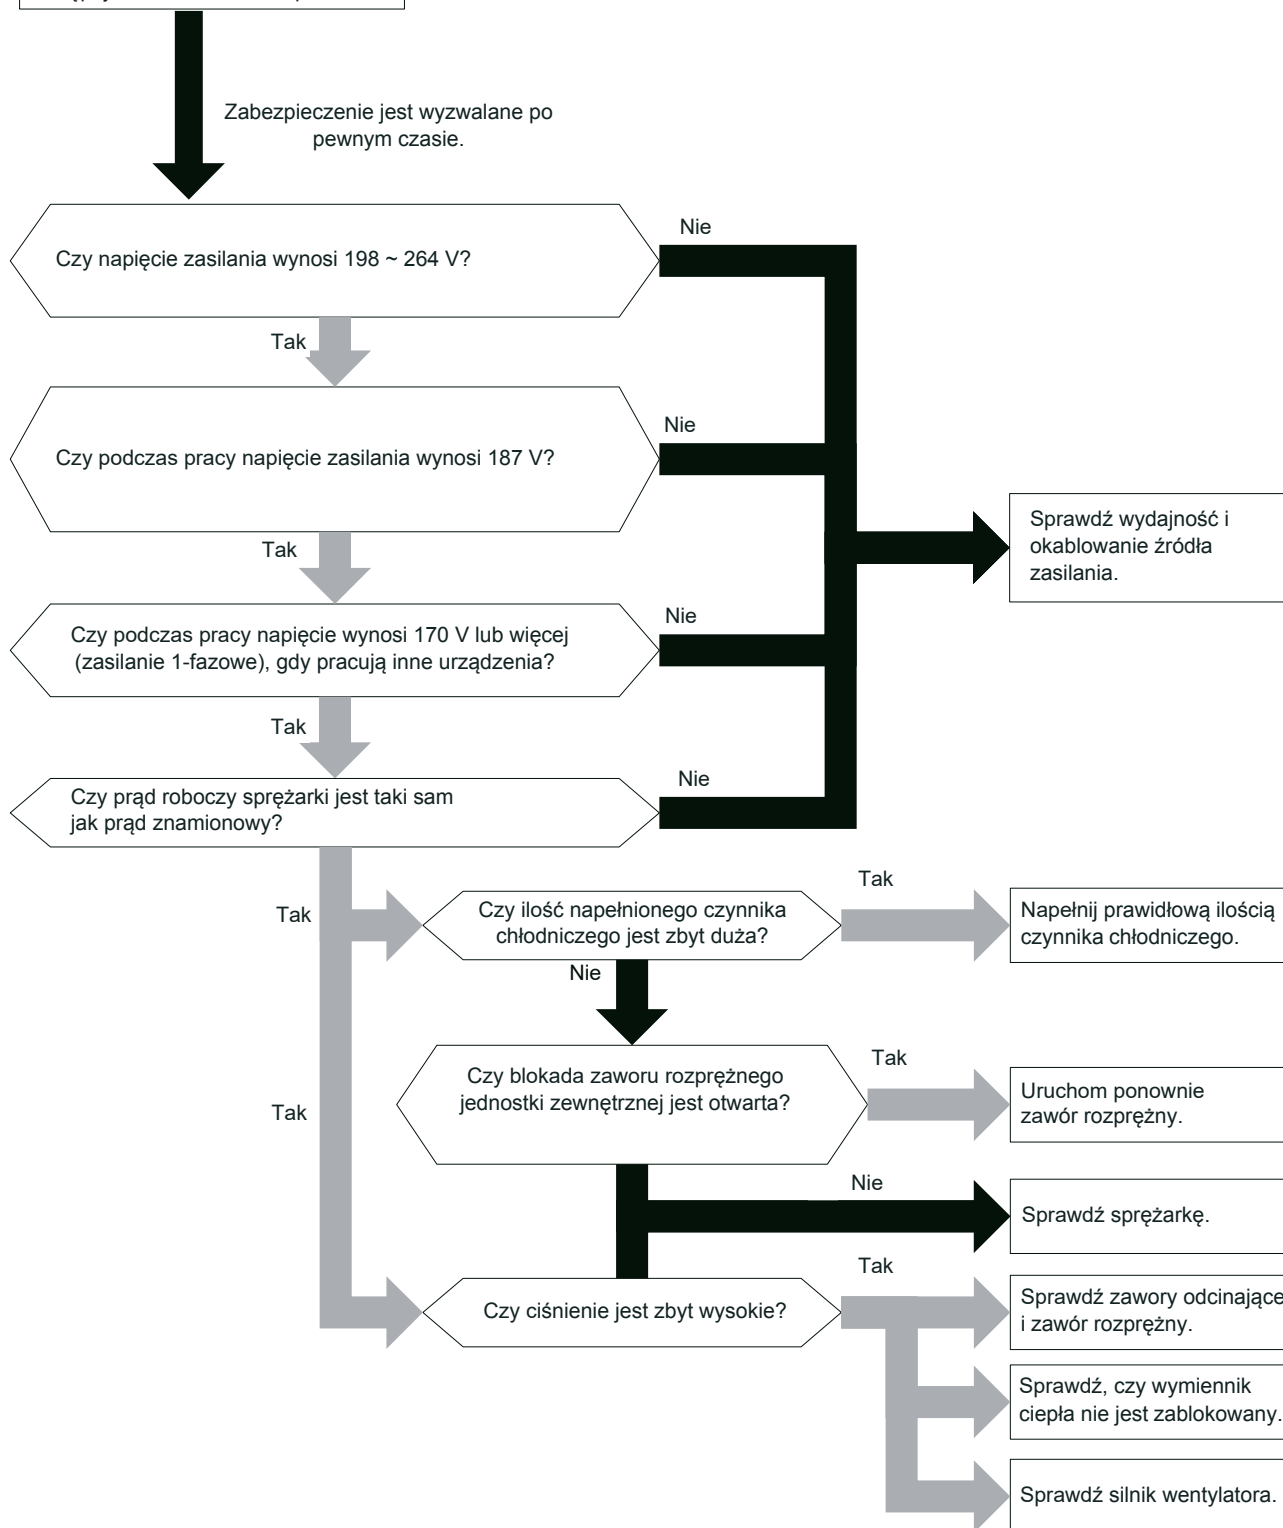 Zabezpieczenie jest wyzwalane po
pewnym czasie.
Nie
Czy napięcie zasilania wynosi 198 ~ 264 V?
Tak
Nie
Czy podczas pracy napięcie zasilania wynosi 187 V?
Sprawdź wydajność i
okablowanie źródła
zasilania.
Tak
Nie
Czy podczas pracy napięcie wynosi 170 V lub więcej
(zasilanie 1-fazowe), gdy pracują inne urządzenia?
Tak
Nie
Czy prąd roboczy sprężarki jest taki sam
jak prąd znamionowy?
Tak
Tak
Czy ilość napełnionego czynnika
chłodniczego jest zbyt duża?
Napełnij prawidłową ilością
czynnika chłodniczego.
Nie
Tak
Czy blokada zaworu rozprężnego
jednostki zewnętrznej jest otwarta?
Uruchom ponownie
zawór rozprężny.
Tak
Nie
Sprawdź sprężarkę.
Tak
Czy ciśnienie jest zbyt wysokie?
Sprawdź zawory odcinające
i zawór rozprężny.
Sprawdź, czy wymiennik
ciepła nie jest zablokowany.
Sprawdź silnik wentylatora.